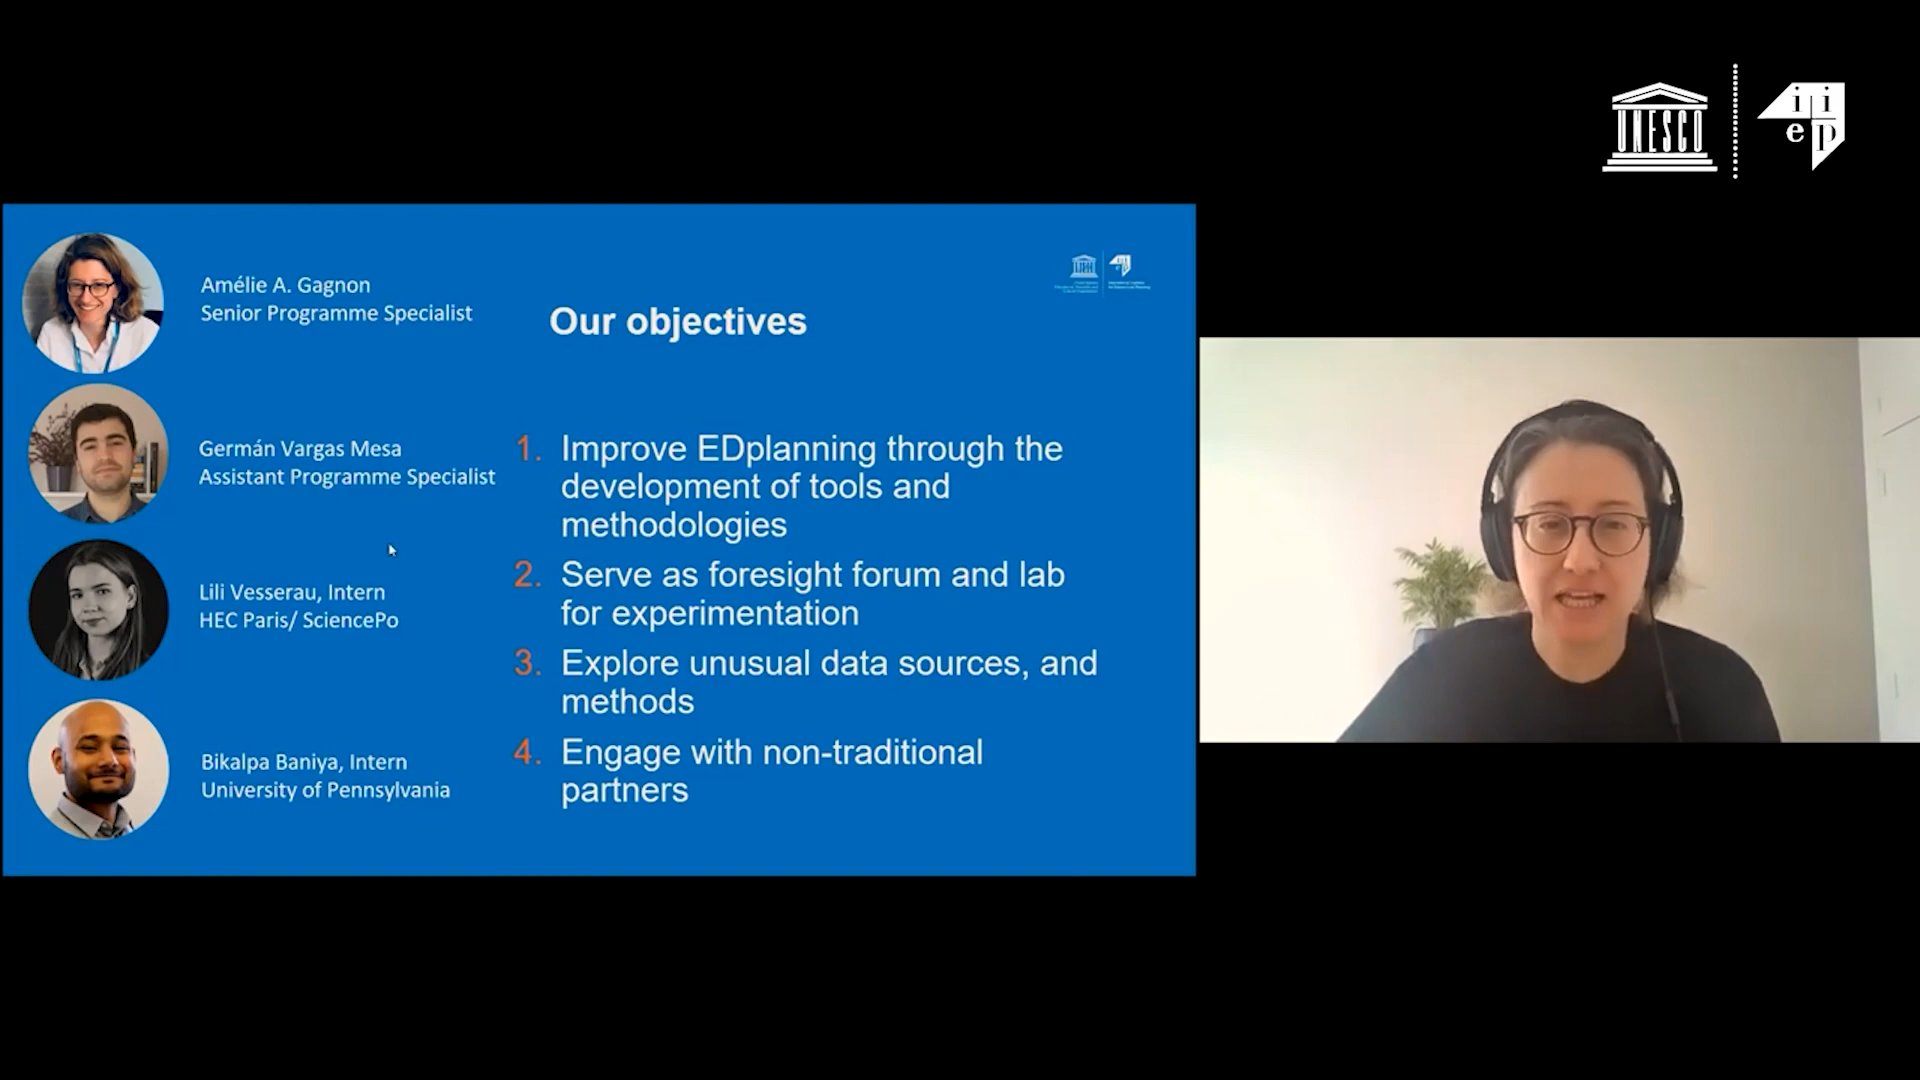 UNESCO
iiep
Amélie A. Gagnon
Senior Programme Specialist
Germán Vargas Mesa
Assistant Programme Specialist
Lili Vesserau, Intern
HEC Paris/ SciencePo
Bikalpa Baniya, Intern
University of Pennsylvania
Our objectives
1. Improve EDplanning through the
development of tools and
methodologies
2. Serve as foresight forum and lab
for experimentation
3. Explore unusual data sources, and
methods
4. Engage with non-traditional
partners